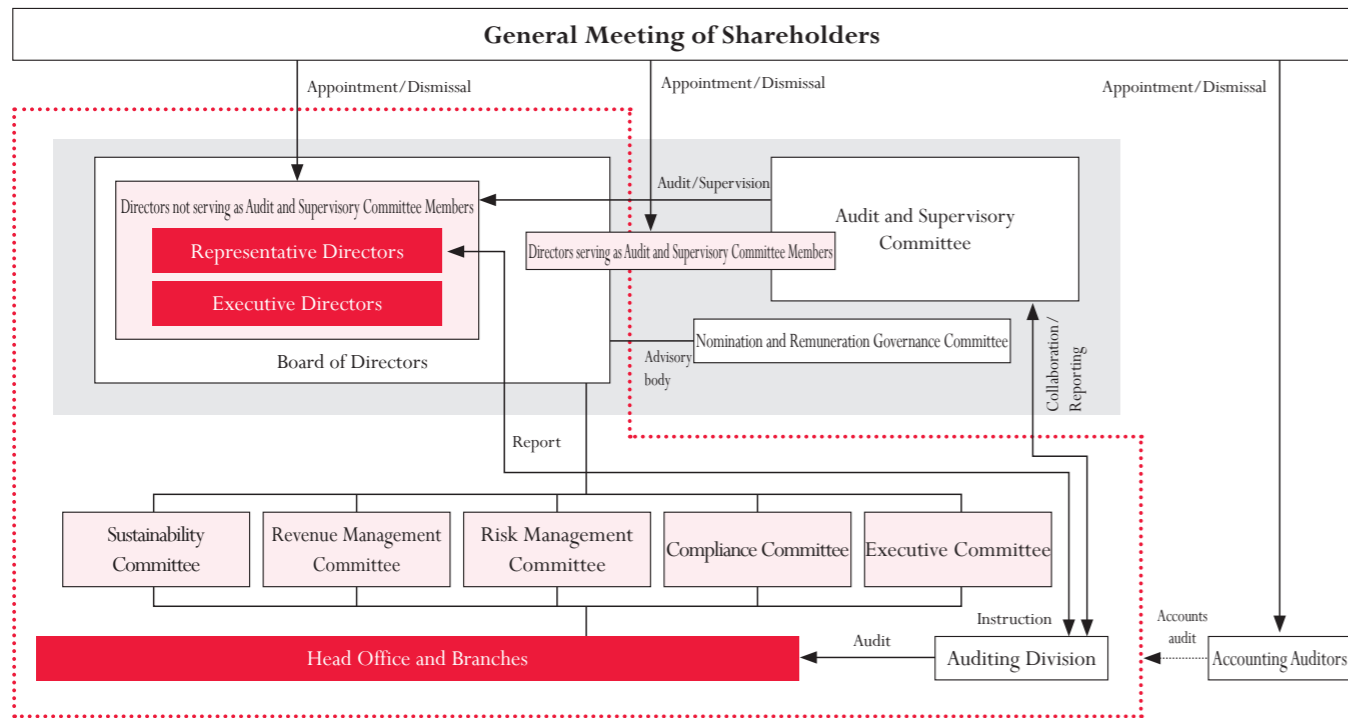 General Meeting of Shareholders
Appointment/Dismissal
Appointment/Dismissal
Appointment/Dismissal
Directors not serving as Audit and Supervisory Committee Members
Representative Directors
Executive Directors
Board of Directors
Audit/Supervision
Directors serving as Audit and Supervisory Committee Members
Audit and Supervisory
Committee
Nomination and Remuneration Governance Committee
Advisory
body
Collaboration/
Reporting
Report
Sustainability
Committee
Revenue Management
Committee
Risk Management
Committee
Compliance Committee
Executive Committee
Instruction
Head Office and Branches
Audit
Auditing Division
Accounts
audit
Accounting Auditors